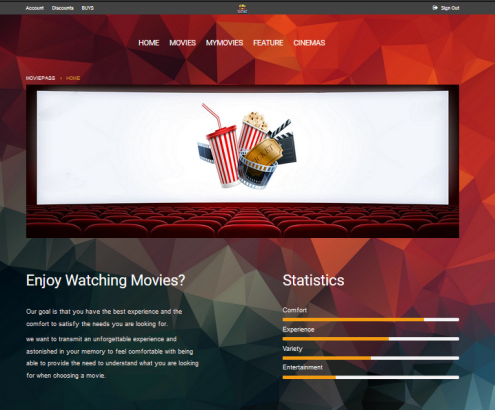 Account Discounts BUYS Sign Out
HOME MOVIES MYMOVIES FEATURE CINEMAS
MOVIEPASS > HOME
TICKET
Enjoy Watching Movies?
Our goal is that you have the best experience and the
comfort to satisfy the needs you are looking for.
we want to transmit an unforgettable experience and
astonished in your memory to feel comfortable with being
able to provide the need to understand what you are looking
for when choosing a movie.
Statistics
Comfort
Experience
Variety
Entertainment